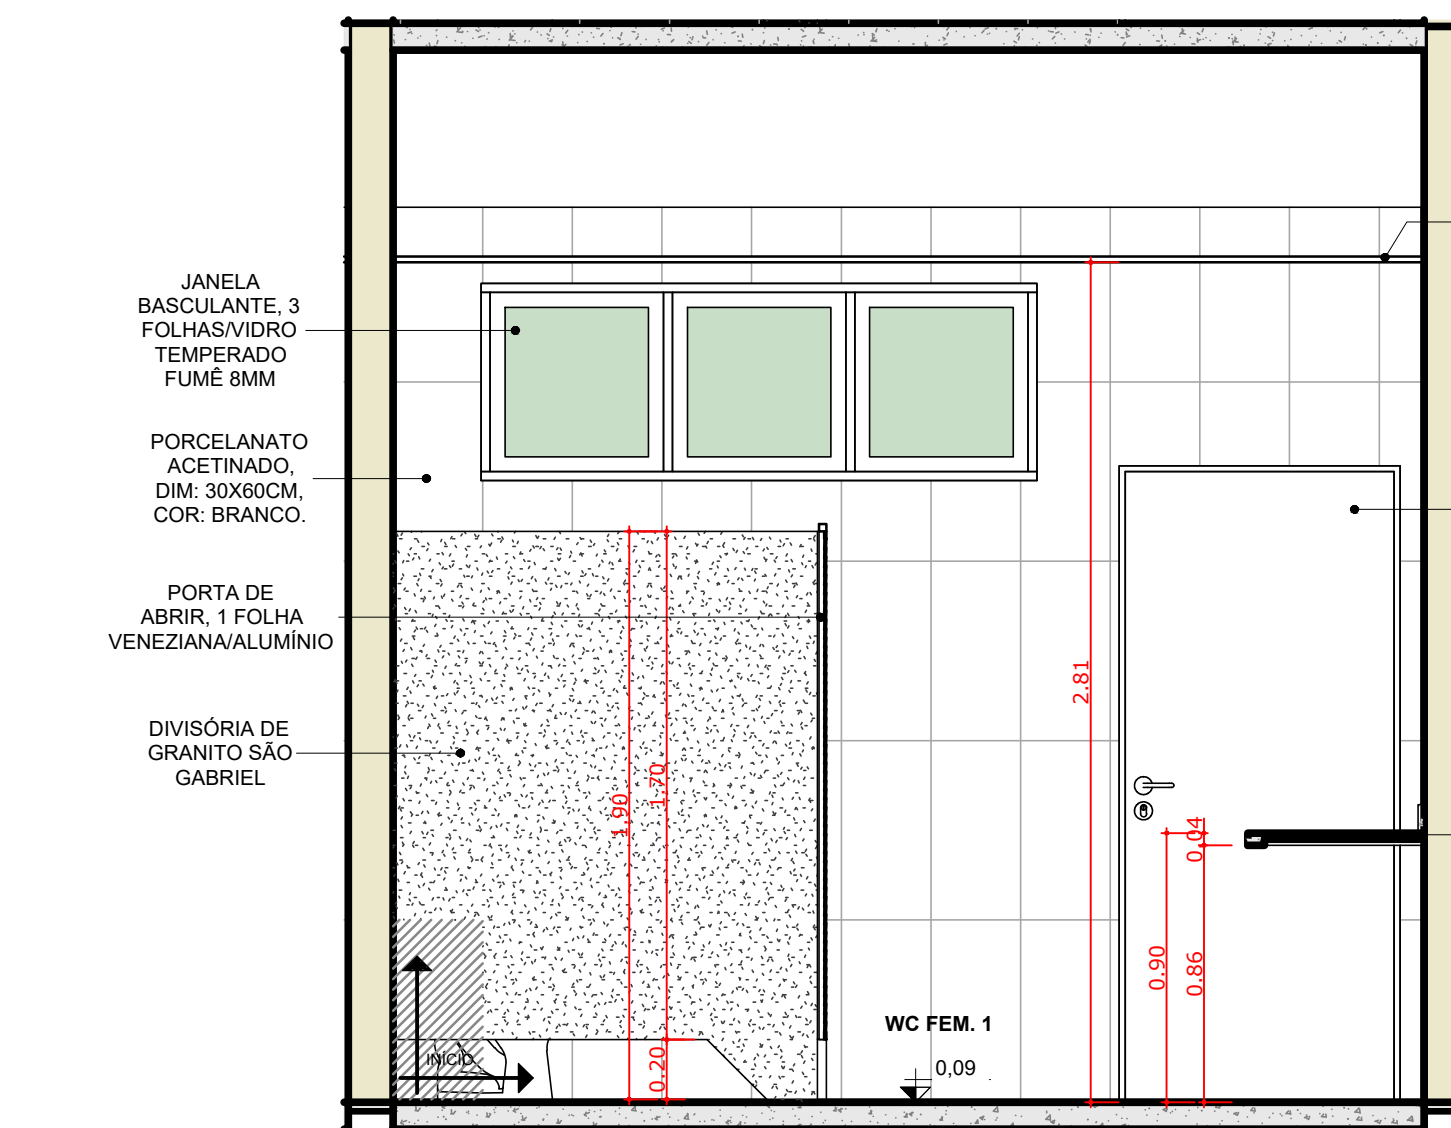 JANELA
BASCULANTE, 3
FOLHAS/VIDRO
TEMPERADO
FUMÊ 8MM
PORCELANATO
ACETINADO,
DIM: 30X60CM,
COR: BRANCO.
PORTA DE
ABRIR, 1 FOLHA
VENEZIANA/ALUMÍNIO
DIVISÓRIA DE
GRANITO SÃO
GABRIEL
1.90
1.70
0.20
INÍCIO
2.81
WC FEM. 1
0,09
0.90
0.04
0.86